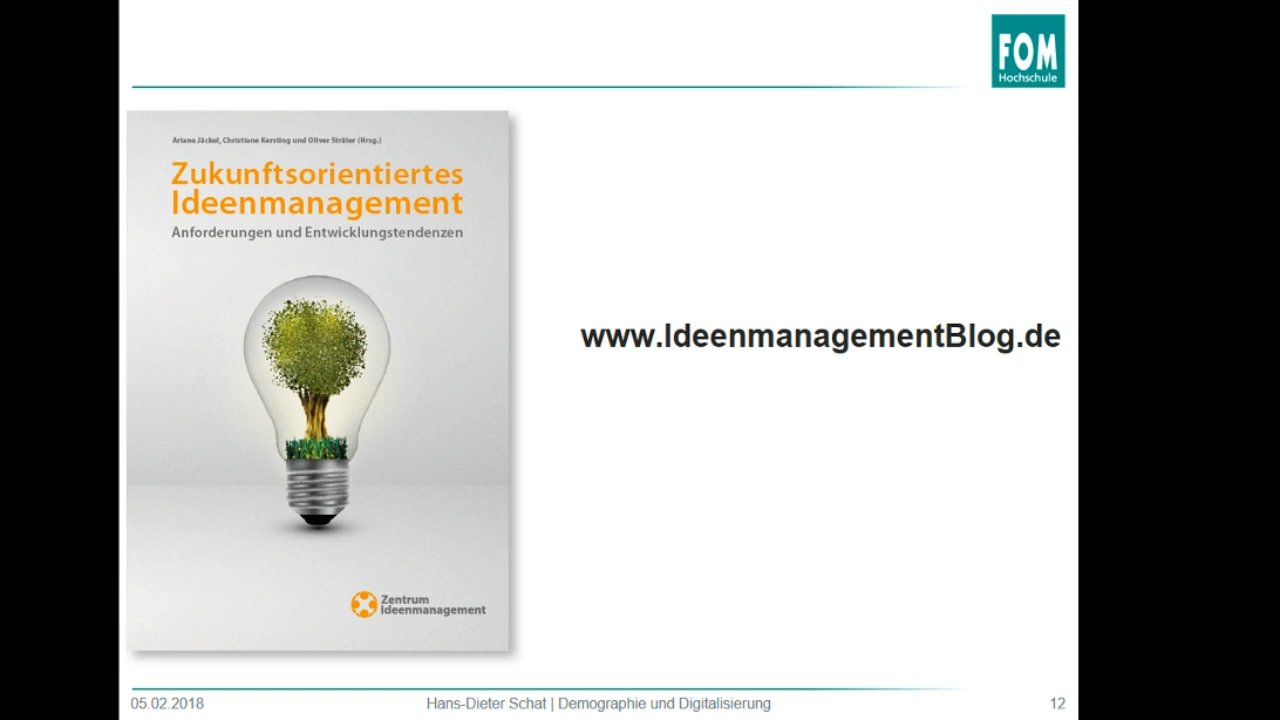 FOM
Hochschule
Ariane Jäckel, Christiane Kersting und Oliver Sträter (Hrsg.)
Zukunftsorientiertes
Ideenmanagement
Anforderungen und Entwicklungstendenzen
www.IdeenmanagementBlog.de
Zentrum
Ideenmanagement
05.02.2018
Hans-Dieter Schat | Demographie und Digitalisierung
12